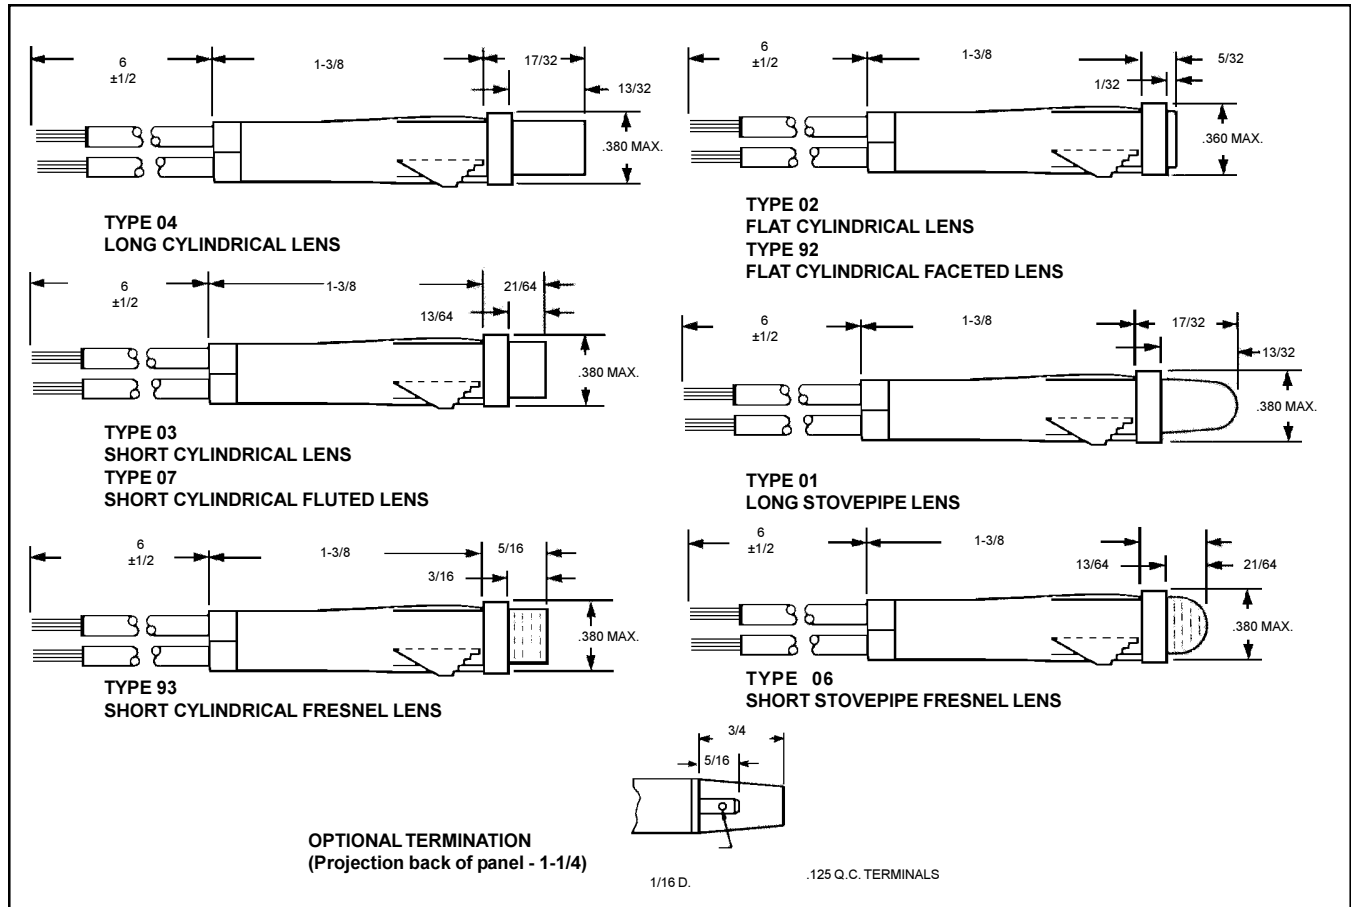 6
±1/2
1-3/8
17/32
13/32
.380 MAX.
TYPE 04
LONG CYLINDRICAL LENS
6
±1/2
1-3/8
5/32
1/32
.360 MAX.
TYPE 02
FLAT CYLINDRICAL LENS
TYPE 92
FLAT CYLINDRICAL FACETED LENS
6
±1/2
1-3/8
21/64
13/64
.380 MAX.
TYPE 03
SHORT CYLINDRICAL LENS
TYPE 07
SHORT CYLINDRICAL FLUTED LENS
6
±1/2
1-3/8
17/32
13/32
.380 MAX.
TYPE 01
LONG STOVEPIPE LENS
6
±1/2
1-3/8
5/16
3/16
.380 MAX.
TYPE 93
SHORT CYLINDRICAL FRESNEL LENS
6
±1/2
1-3/8
13/64
21/64
.380 MAX.
TYPE 06
SHORT STOVEPIPE FRESNEL LENS
3/4
5/16
OPTIONAL TERMINATION
(Projection back of panel - 1-1/4)
1/16 D.
.125 Q.C. TERMINALS